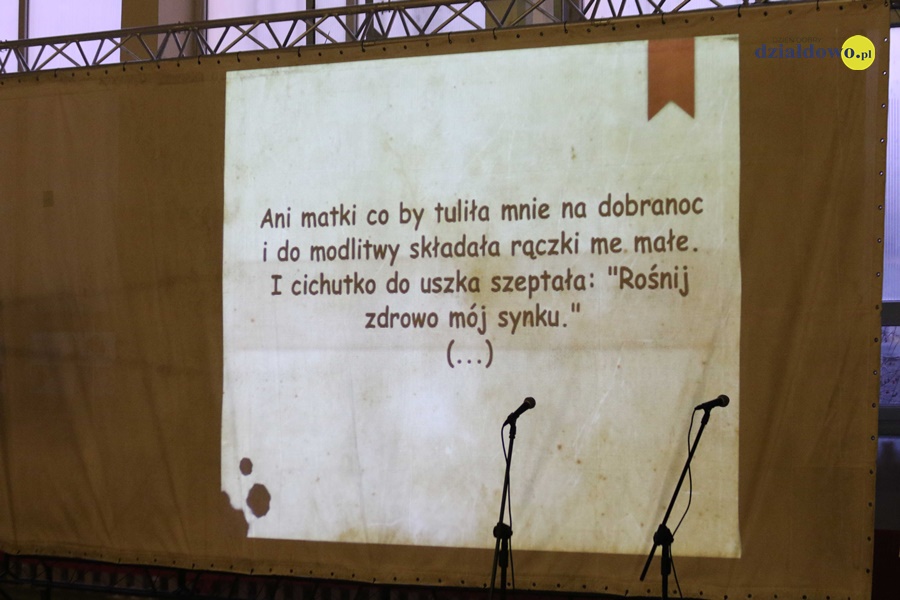 działdowo.pl
Ani matki co by tuliła mnie na dobranoc
i do modlitwy składała rączki me małe.
I cichutko do uszka szeptała: "Rośnij
zdrowo mój synku."
(...)